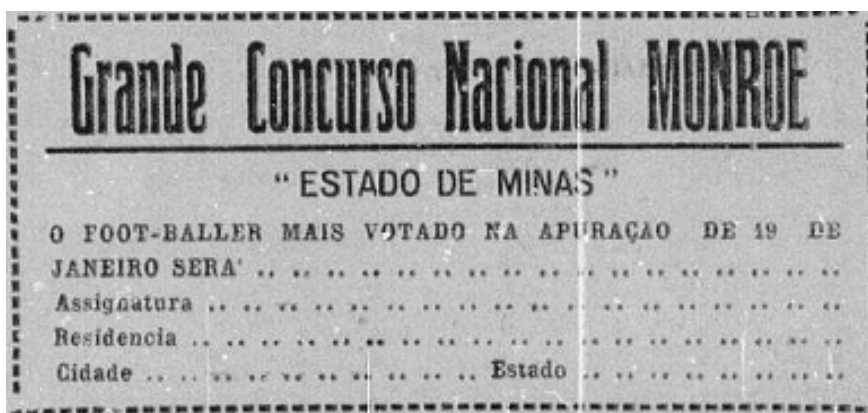 Grande Concurso Nacional MONROE
"ESTADO DE MINAS"
O FOOT-BALLER MAIS VOTADO NA APURAÇÃO DE 19 DE
JANEIRO SERA' .. .. .. .. .. .. .. .. .. .. .. .. .. .. .. .. .. ..
Assignatura .. .. .. .. .. .. .. .. .. .. .. .. .. .. .. .. .. .. .. ..
Residencia .. .. .. .. .. .. .. .. .. .. .. .. .. .. .. .. .. .. .. ..
Cidade .. .. .. .. .. .. .. .. .. .. Estado .. .. .. .. .. .. .. .. ..